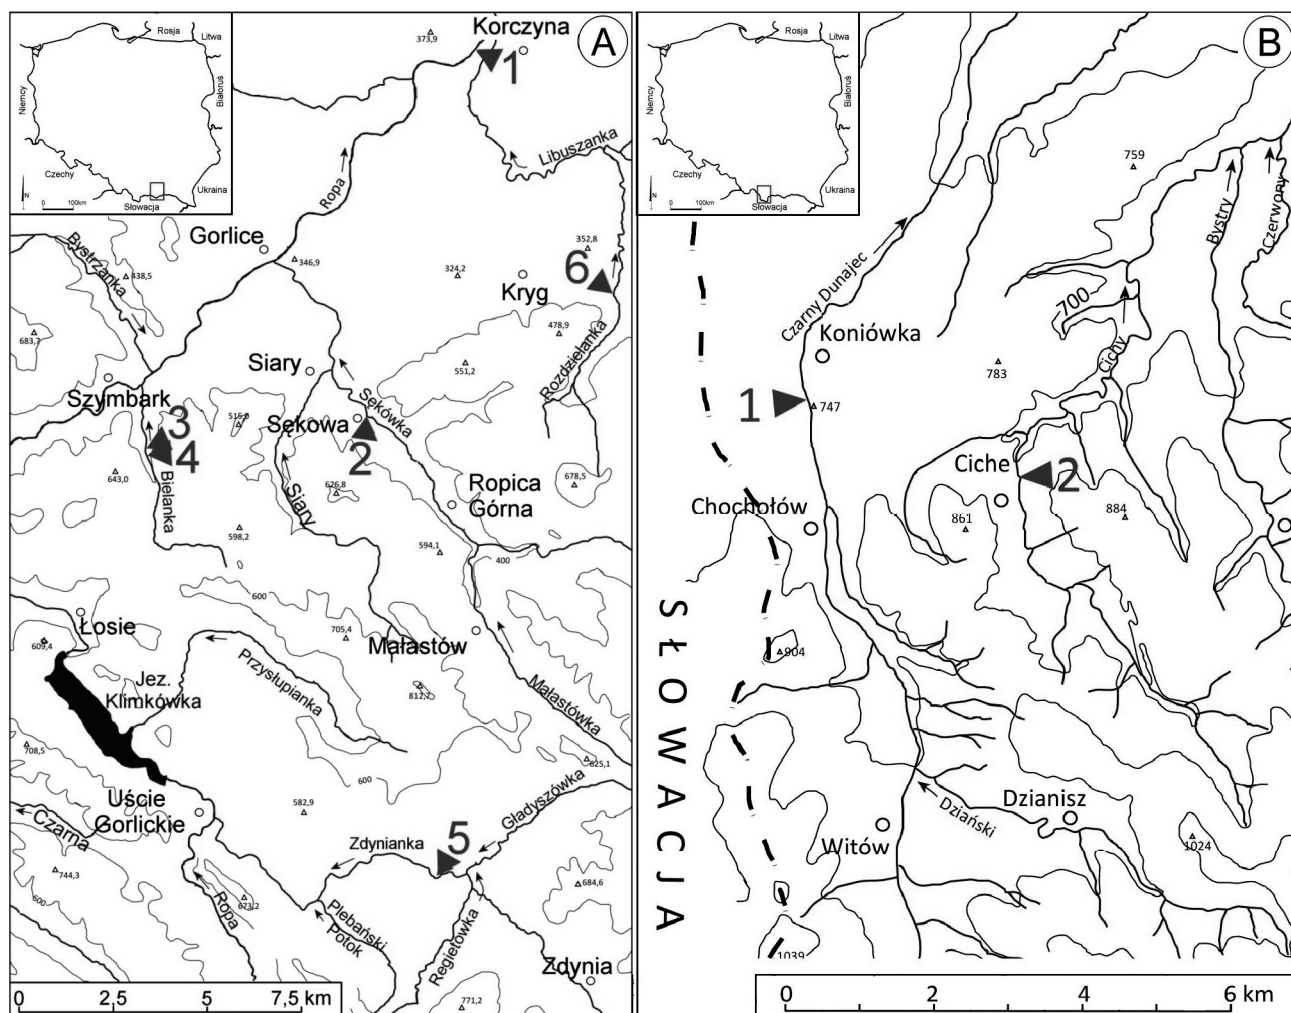 A
Rosja
Litwa
Niemcy
Białoruś
Czechy
Ukraina
Słowacja
N
0 100km
Korczyna
373,9
1
Libuszanka
Ropa
Gorlice
346,9
352,8
324,2
6
Kryg
Bystrzanka
438,5
683,7
478,9
Siary
551,2
Rozdzielanka
Szymbark
3
4
515,0
Sękowa
Sękówka
2
643,0
Bielanka
626,8
Siary
Ropica
Górna
678,5
598,2
594,1
400
600
Łosie
609,4
705,4
Małastów
Jez.
Klimkówka
Przysłupianka
812,7
Małastówka
708,5
600
625,1
Uście
Gorlickie
582,9
Gładyszówka
Czarna
Zdynianka
5
744,3
600
Ropa
673,2
684,6
Plebański
Potok
Regietówka
Zdynia
771,2
0 2,5 5 7,5 km
B
Rosja
Litwa
Niemcy
Białoruś
Czechy
Ukraina
Słowacja
N
0 100km
759
Bystry
Czerwony
Czarny Dunajec
700
Koniówka
Cichy
783
1
747
Ciche
2
Chochołów
861
884
SŁOWACJA
904
Dzianisz
Dziański
Witów
1024
1039
0 2 4 6 km